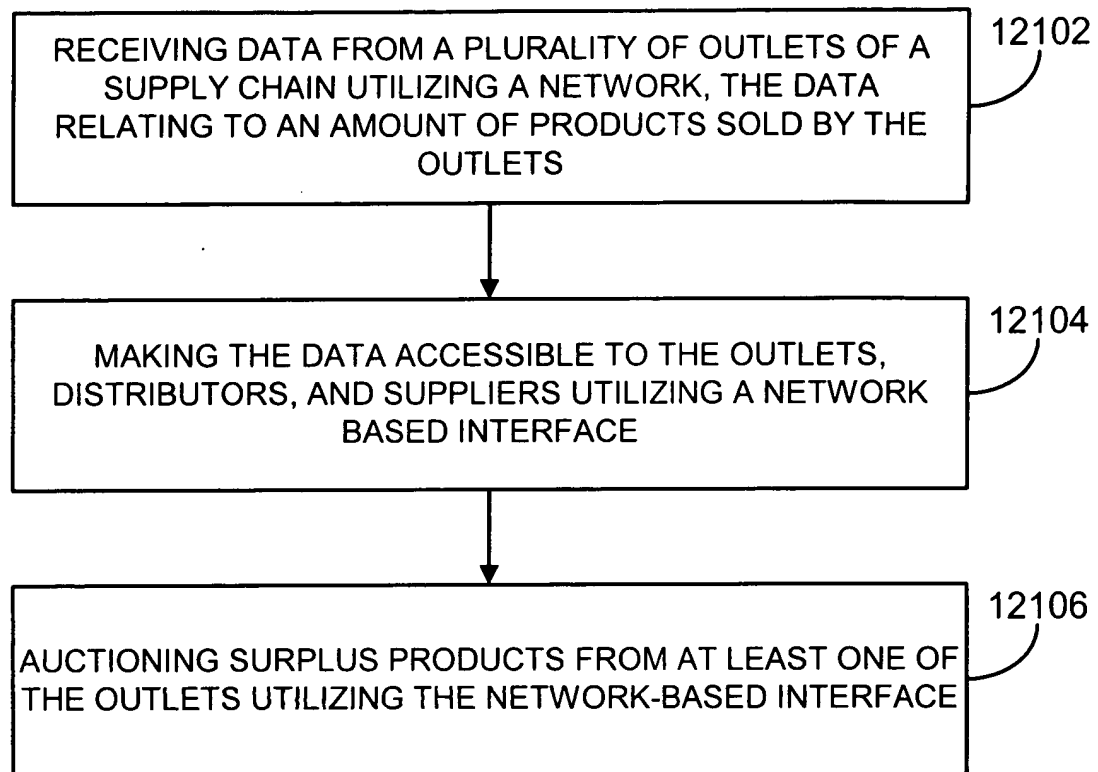 12102
RECEIVING DATA FROM A PLURALITY OF OUTLETS OF A
SUPPLY CHAIN UTILIZING A NETWORK, THE DATA
RELATING TO AN AMOUNT OF PRODUCTS SOLD BY THE
OUTLETS
12104
MAKING THE DATA ACCESSIBLE TO THE OUTLETS,
DISTRIBUTORS, AND SUPPLIERS UTILIZING A NETWORK
BASED INTERFACE
12106
AUCTIONING SURPLUS PRODUCTS FROM AT LEAST ONE OF
THE OUTLETS UTILIZING THE NETWORK-BASED INTERFACE